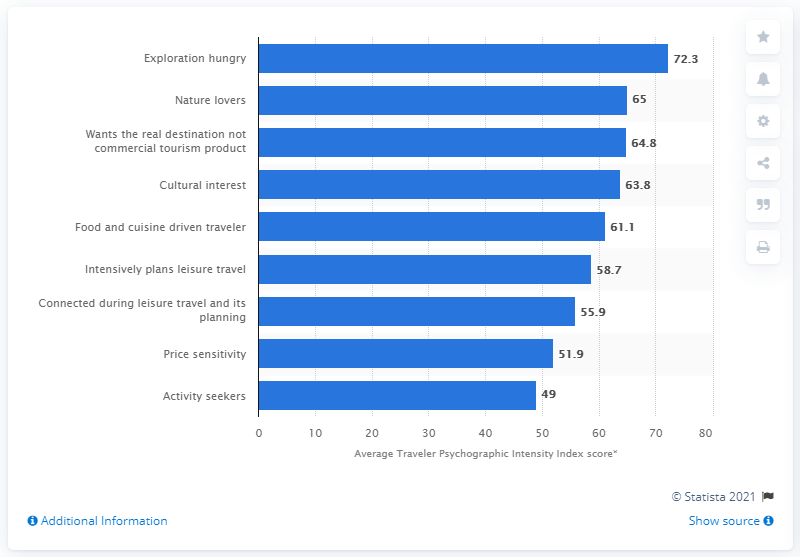 Exploration hungry 72.3
Nature lovers 65
Wants the real destination not
commercial tourism product 64.8
Cultural interest 63.8
Food and cuisine driven traveler 61.1
Intensively plans leisure travel 58.7
Connected during leisure travel and its
planning 55.9
Price sensitivity 51.9
Activity seekers 49
0 10 20 30 40 50 60 70 80
Average Traveler Psychographic Intensity Index score*
© Statista 2021
Additional Information Show source